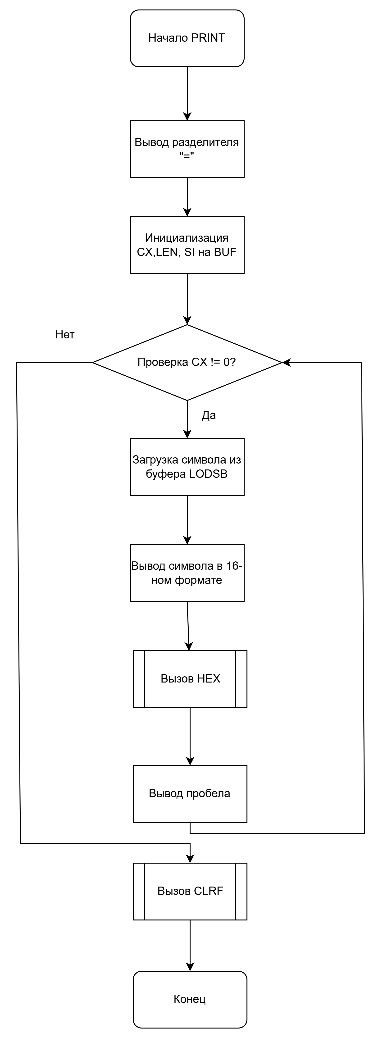 Начало PRINT
Вывод разделителя
"="
Инициализация
CX,LEN, SI на BUF
Нет
Проверка CX != 0?
Да
Загрузка символа из
буфера LODSB
Вывод символа в 16-
ном формате
Вызов HEX
Вывод пробела
Вызов CLRF
Конец